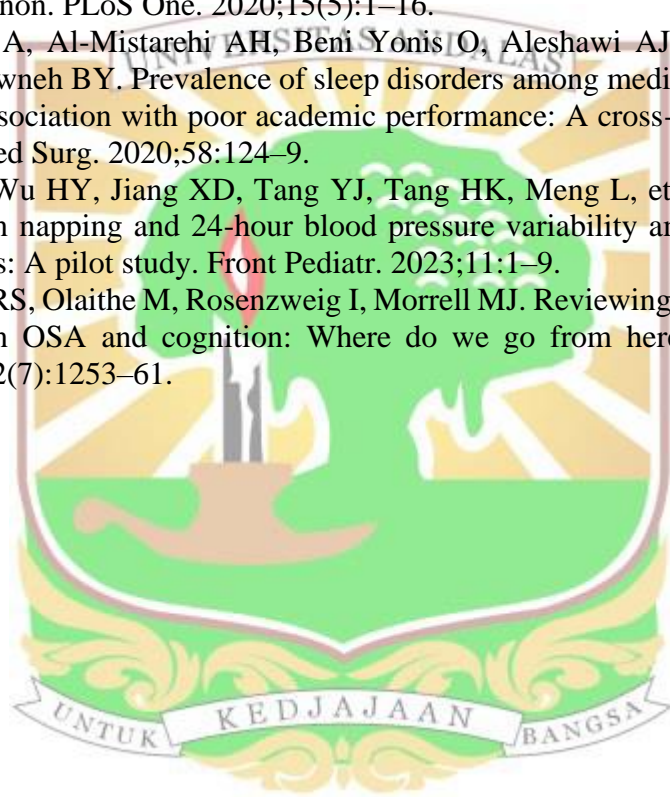 non. PLoS One. 2020;15(5):1–16.
UNIVERSITAS ANDALAS
A, Al-Mistarehi AH, Beni Yonis O, Aleshawi AJ
wneh BY. Prevalence of sleep disorders among medi
sociation with poor academic performance: A cross-
ed Surg. 2020;58:124–9.
Wu HY, Jiang XD, Tang YJ, Tang HK, Meng L, et
n napping and 24-hour blood pressure variability a
s: A pilot study. Front Pediatr. 2023;11:1–9.
RS, Olaithe M, Rosenzweig I, Morrell MJ. Reviewing
n OSA and cognition: Where do we go from here
2(7):1253–61.
UNTUK KEDJAJAAN BANGSA